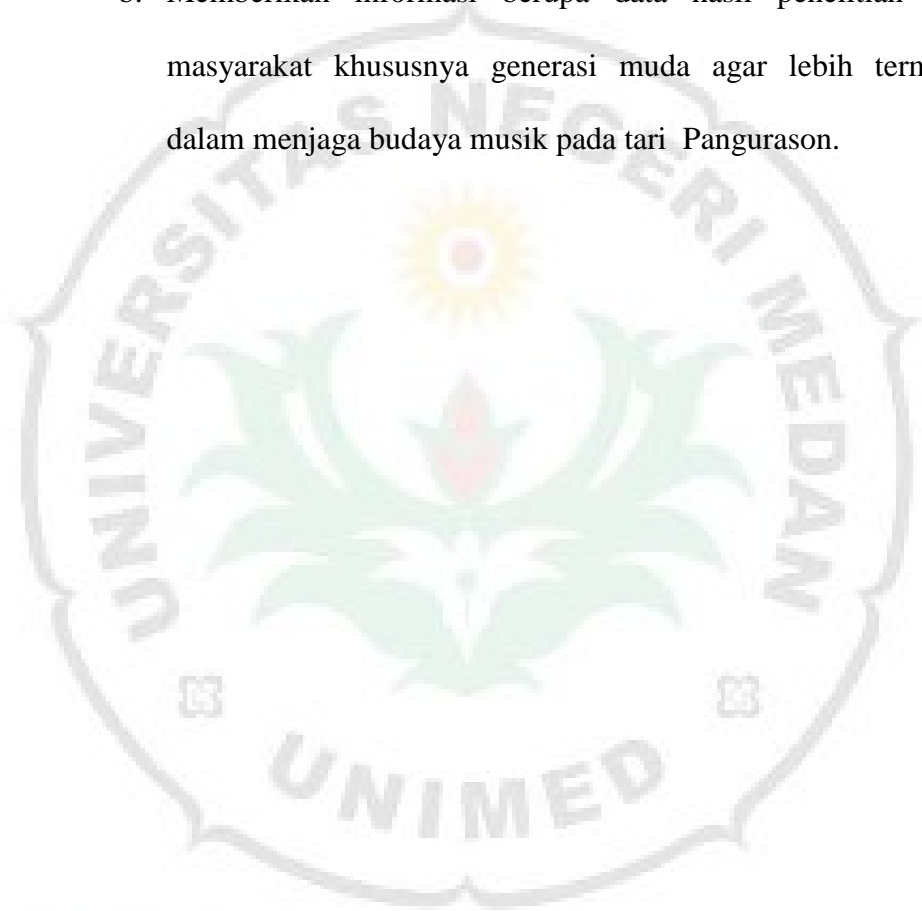 Memberikan informasi berupa data hasil penelitian
masyarakat khususnya generasi muda agar lebih term
dalam menjaga budaya musik pada tari Pangurason.
UNIVERSITAS NEGERI MEDAN
UNIMED